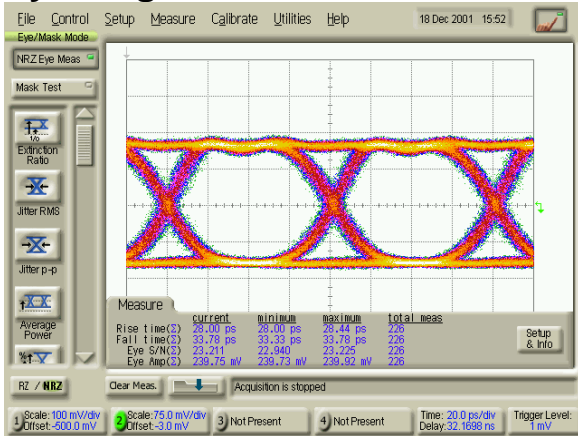 File Control Setup Measure Calibrate Utilities Help 18 Dec 2001 15:52
Eye/Mask Mode
NRZ Eye Meas
Mask Test
1/0
Extinction
Ratio
Jitter RMS
Jitter p-p
Average
Power
Measure
current minimum maximum total meas
Rise time(Σ) 28.00 ps 28.00 ps 28.44 ps 226
Fall time(Σ) 33.78 ps 33.33 ps 33.78 ps 226
Eye S/N(Σ) 23.211 22.940 23.225 226
Eye Amp(Σ) 239.75 mV 239.73 mV 239.92 mV 226
Setup
& Info
RZ / NRZ
Clear Meas.
Acquisition is stopped
1 Scale: 100 mV/div
Offset:-500.0 mV
2 Scale:75.0 mV/div
Offset:-3.0 mV
3 Not Present
4 Not Present
Time: 20.0 ps/div
Delay:32.1698 ns
Trigger Level:
1 mV